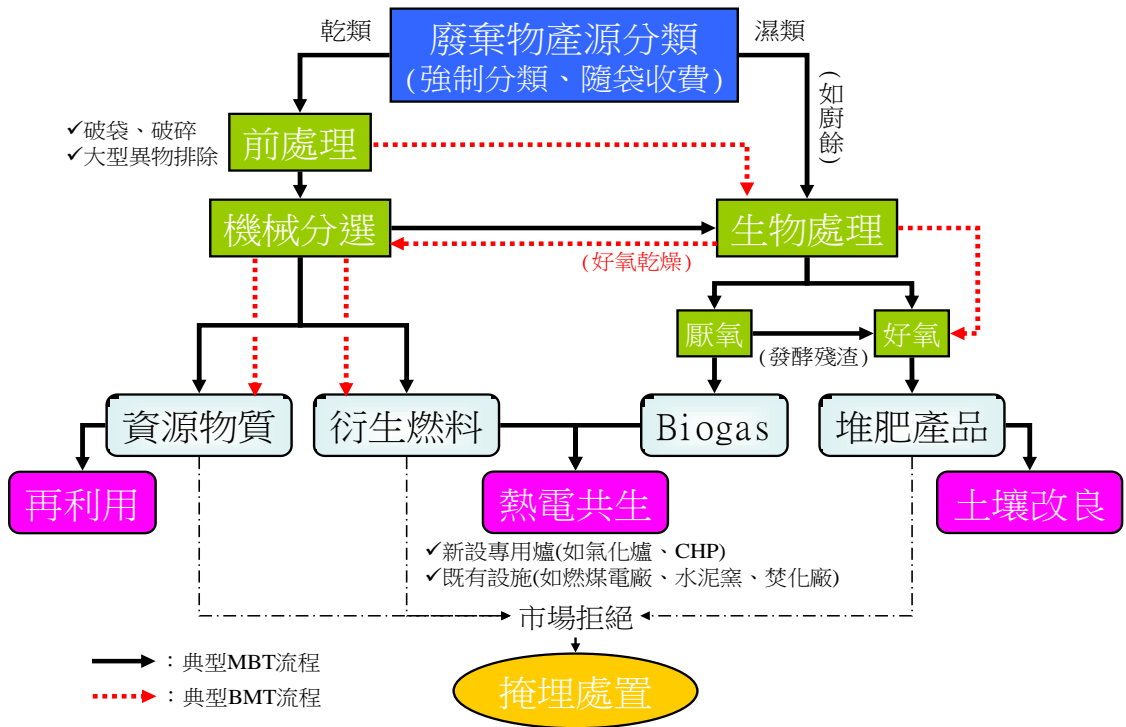 廢棄物產源分類
(強制分類、隨袋收費)
乾類
濕類
(如廚餘)
✓破袋、破碎
✓大型異物排除
前處理
機械分選
生物處理
(好氧乾燥)
厭氧
好氧
(發酵殘渣)
資源物質
衍生燃料
Biogas
堆肥產品
再利用
熱電共生
土壤改良
✓新設專用爐(如氣化爐、CHP)
✓既有設施(如燃煤電廠、水泥窯、焚化廠)
市場拒絕
掩埋處置
：典型MBT流程
：典型BMT流程